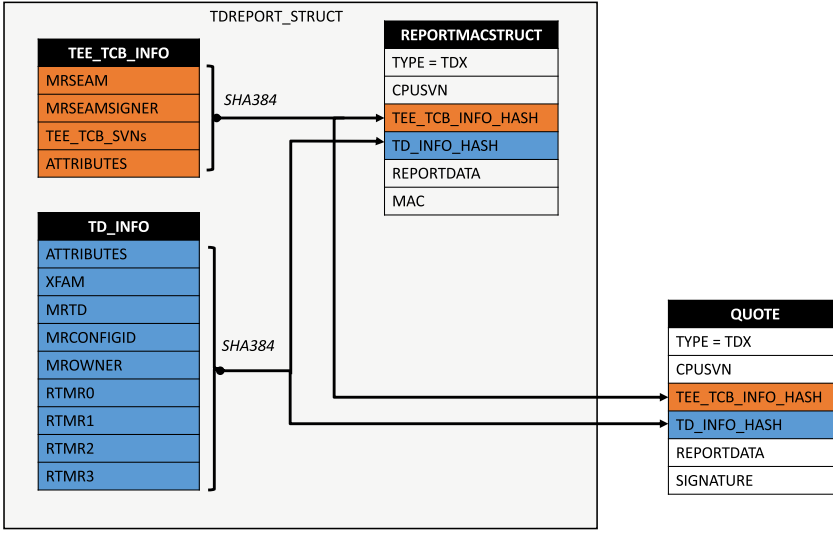 TDREPORT_STRUCT
TEE_TCB_INFO
MRSEAM
MRSEAMSIGNER
TEE_TCB_SVNs
ATTRIBUTES
SHA384
REPORTMACSTRUCT
TYPE = TDX
CPUSVN
TEE_TCB_INFO_HASH
TD_INFO_HASH
REPORTDATA
MAC
TD_INFO
ATTRIBUTES
XFAM
MRTD
MRCONFIGID
MROWNER
RTMR0
RTMR1
RTMR2
RTMR3
SHA384
QUOTE
TYPE = TDX
CPUSVN
TEE_TCB_INFO_HASH
TD_INFO_HASH
REPORTDATA
SIGNATURE